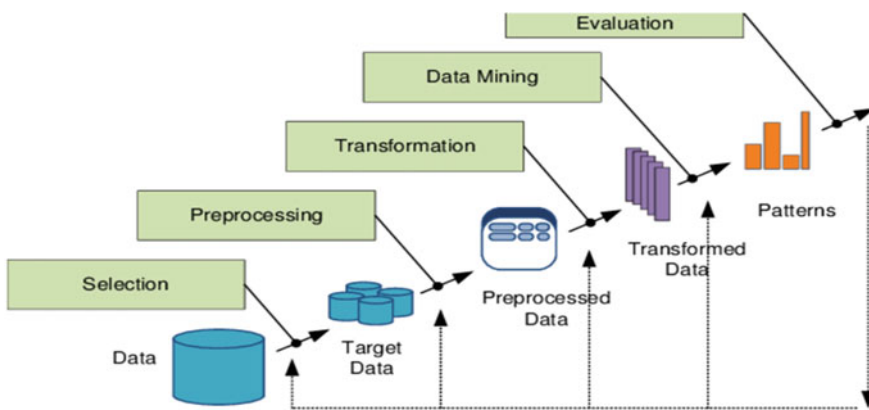 Evaluation
Data Mining
Transformation
Preprocessing
Selection
Data
Target
Data
Preprocessed
Data
Transformed
Data
Patterns